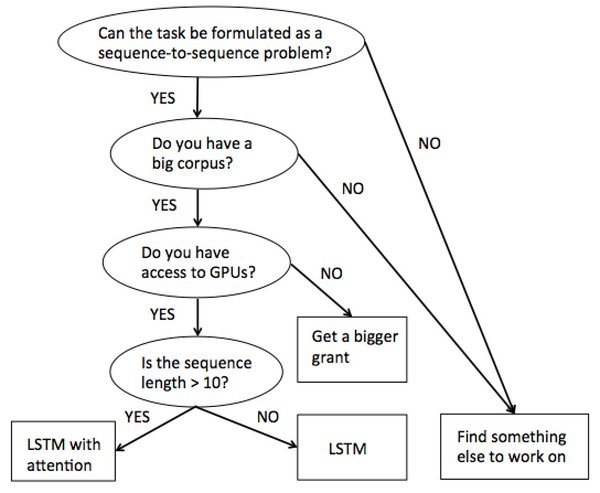 Can the task be formulated as a
sequence-to-sequence problem?
YES
NO
Do you have a
big corpus?
NO
YES
Do you have
access to GPUs?
NO
YES
Get a bigger
grant
Is the sequence
length > 10?
YES
NO
LSTM with
attention
LSTM
Find something
else to work on